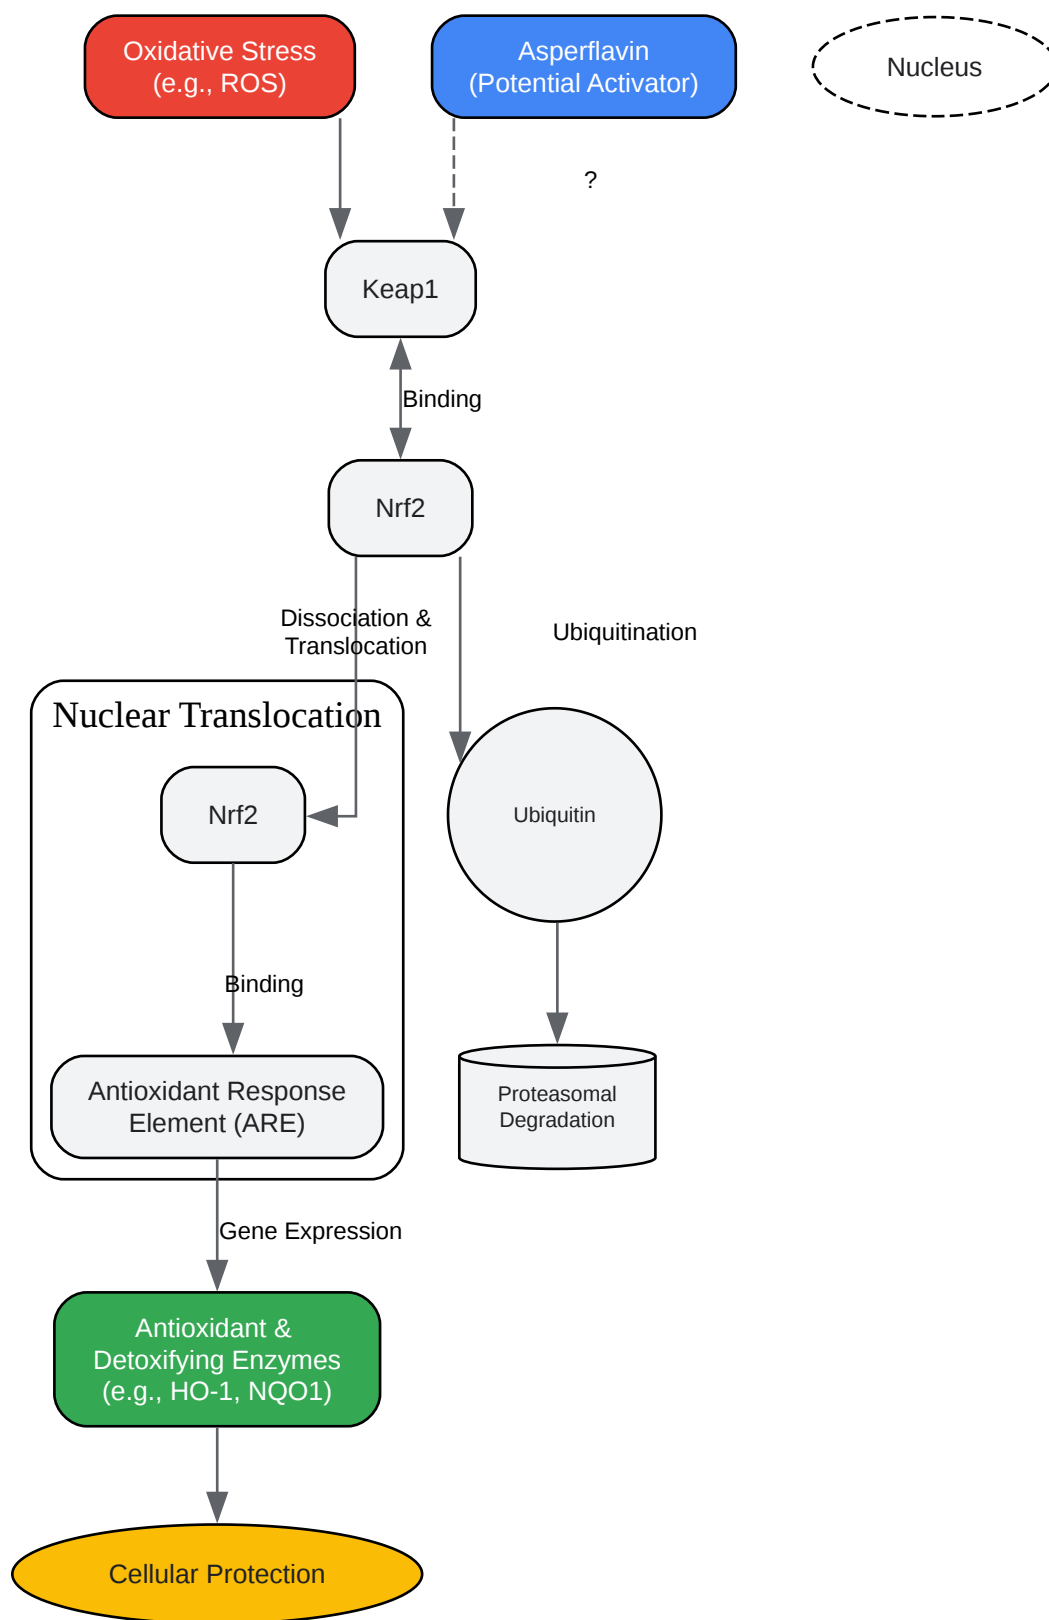 Oxidative Stress
(e.g., ROS)
Asperflavin
(Potential Activator)
Nucleus
?
Keap1
Binding
Nrf2
Dissociation &
Translocation
Ubiquitination
Nuclear Translocation
Nrf2
Ubiquitin
Binding
Antioxidant Response
Element (ARE)
Proteasomal
Degradation
Gene Expression
Antioxidant &
Detoxifying Enzymes
(e.g., HO-1, NQO1)
Cellular Protection